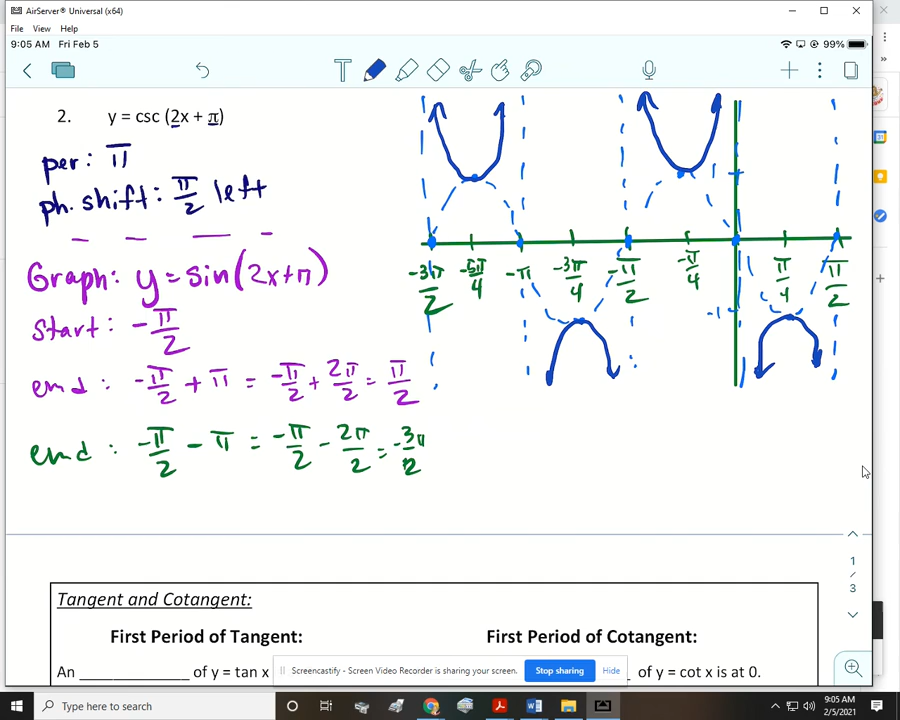 AirServer® Universal (x64)
File View Help
9:05 AM Fri Feb 5
99%
2. y = csc (2x + π)
per: π
ph. shift: π/2 left
Graph: y = sin(2x+π)
Start: -π/2
end: -π/2 + π = -π/2 + 2π/2 = π/2
end: -π/2 - π = -π/2 - 2π/2 = -3π/2
1
-1
-3π/2 -5π/4 -π -3π/4 -π/2 -π/4 π/4 π/2
1
/
3
Tangent and Cotangent:
First Period of Tangent: First Period of Cotangent:
An ________________ of y = tan x
of y = cot x is at 0.
Screencastify - Screen Video Recorder is sharing your screen. Stop sharing Hide
Type here to search
9:05 AM
2/5/2021